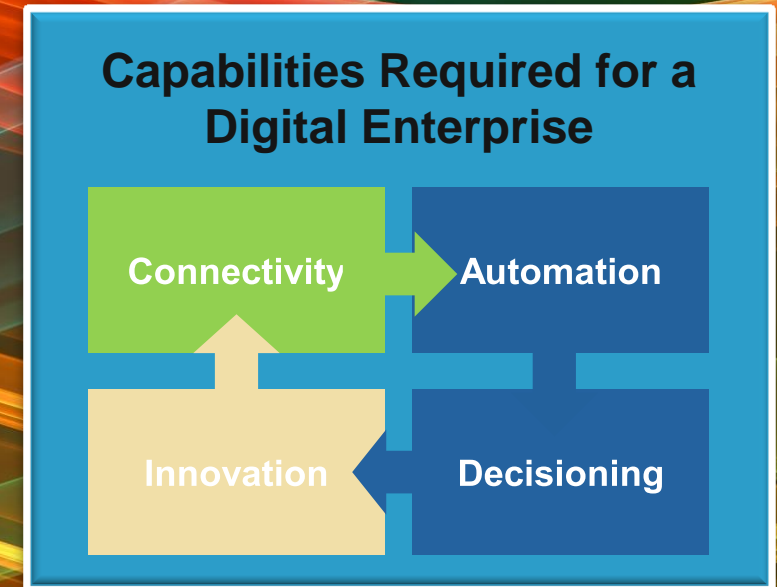 Capabilities Required for a
Digital Enterprise
Connectivity
Automation
Innovation
Decisioning